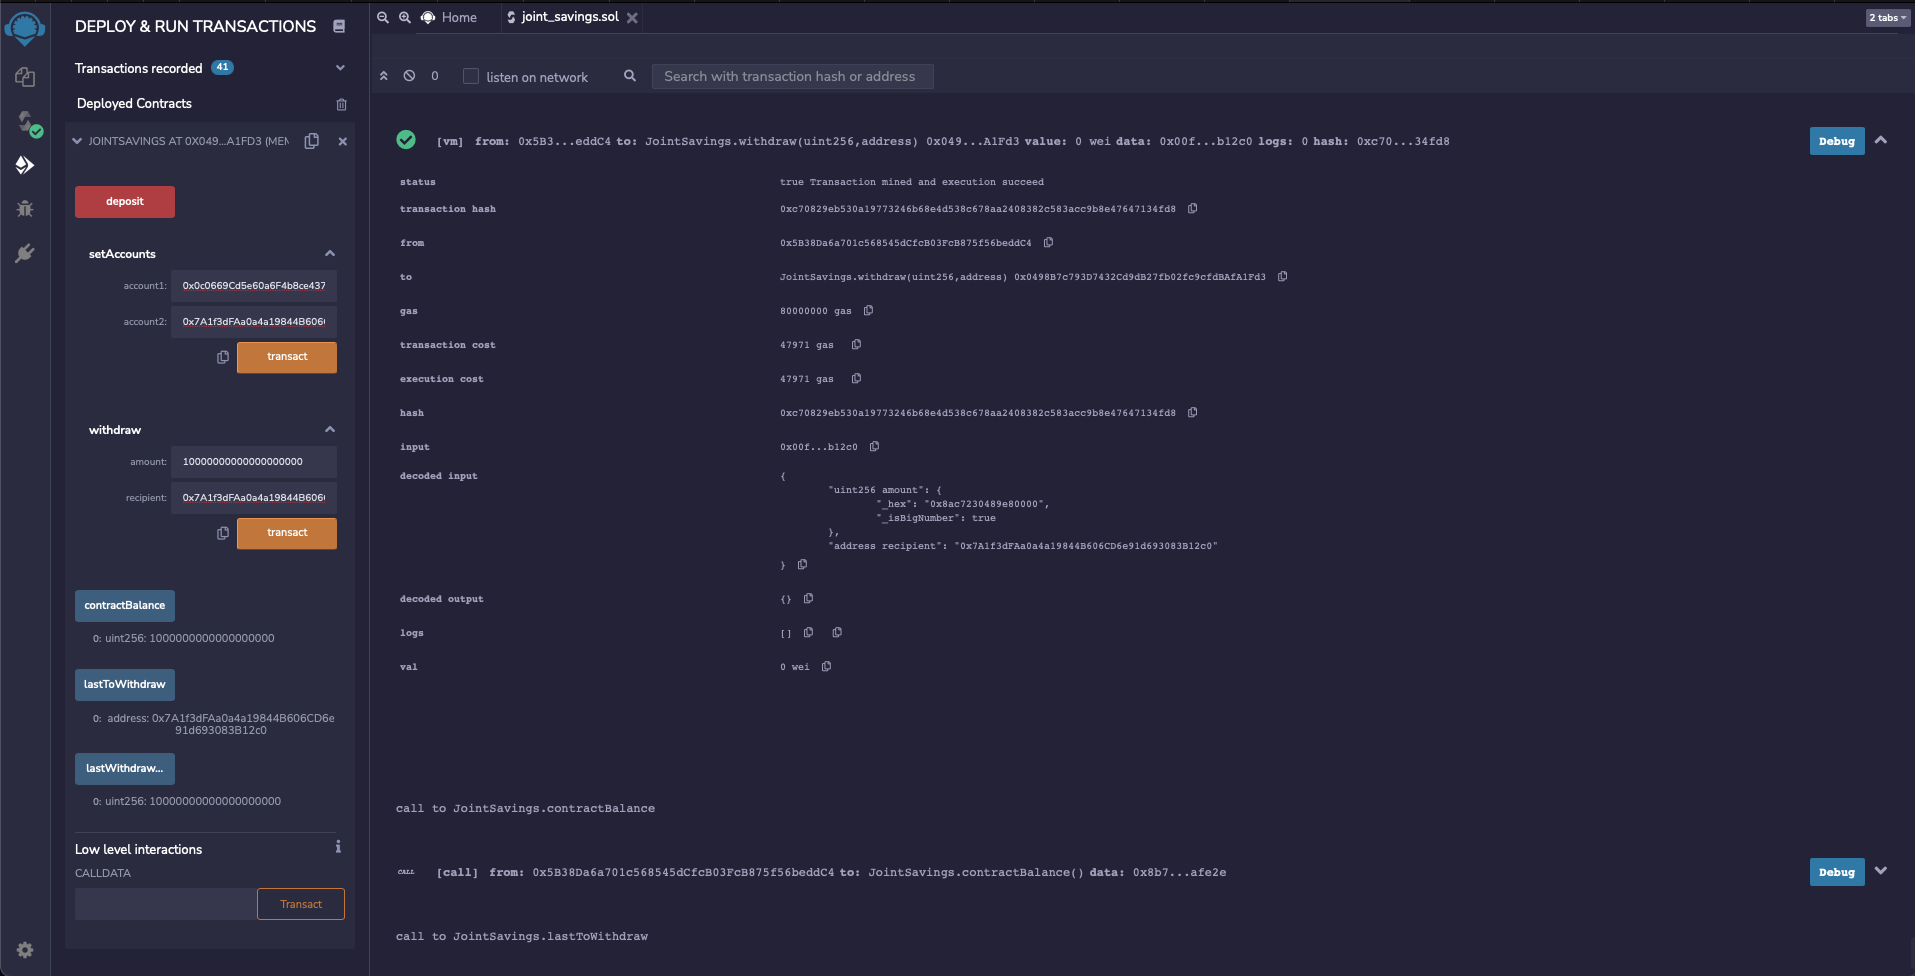 DEPLOY & RUN TRANSACTIONS
Transactions recorded 41
Deployed Contracts
JOINTSAVINGS AT 0X049...A1FD3 (MEM
deposit
setAccounts
account1: 0x0c0669Cd5e60a6F4b8ce437
account2: 0x7A1f3dFAa0a4a19844B606
transact
withdraw
amount: 10000000000000000000
recipient: 0x7A1f3dFAa0a4a19844B606
transact
contractBalance
0: uint256: 1000000000000000000
lastToWithdraw
0: address: 0x7A1f3dFAa0a4a19844B606CD6e
91d693083B12c0
lastWithdraw...
0: uint256: 10000000000000000000
Low level interactions i
CALLDATA
Transact
Home
joint_savings.sol
2 tabs
0
listen on network
Search with transaction hash or address
[vm] from: 0x5B3...eddC4 to: JointSavings.withdraw(uint256,address) 0x049...A1Fd3 value: 0 wei data: 0x00f...b12c0 logs: 0 hash: 0xc70...34fd8
Debug
status true Transaction mined and execution succeed
transaction hash 0xc70829eb530a19773246b68e4d538c678aa2408382c583acc9b8e47647134fd8
from 0x5B38Da6a701c568545dCfcB03FcB875f56beddC4
to JointSavings.withdraw(uint256,address) 0x0498B7c793D7432Cd9dB27fb02fc9cfdBAfA1Fd3
gas 80000000 gas
transaction cost 47971 gas
execution cost 47971 gas
hash 0xc70829eb530a19773246b68e4d538c678aa2408382c583acc9b8e47647134fd8
input 0x00f...b12c0
decoded input {
"uint256 amount": {
"_hex": "0x8ac7230489e80000",
"_isBigNumber": true
},
"address recipient": "0x7A1f3dFAa0a4a19844B606CD6e91d693083B12c0"
}
decoded output {}
logs []
val 0 wei
call to JointSavings.contractBalance
CALL [call] from: 0x5B38Da6a701c568545dCfcB03FcB875f56beddC4 to: JointSavings.contractBalance() data: 0x8b7...afe2e
Debug
call to JointSavings.lastToWithdraw